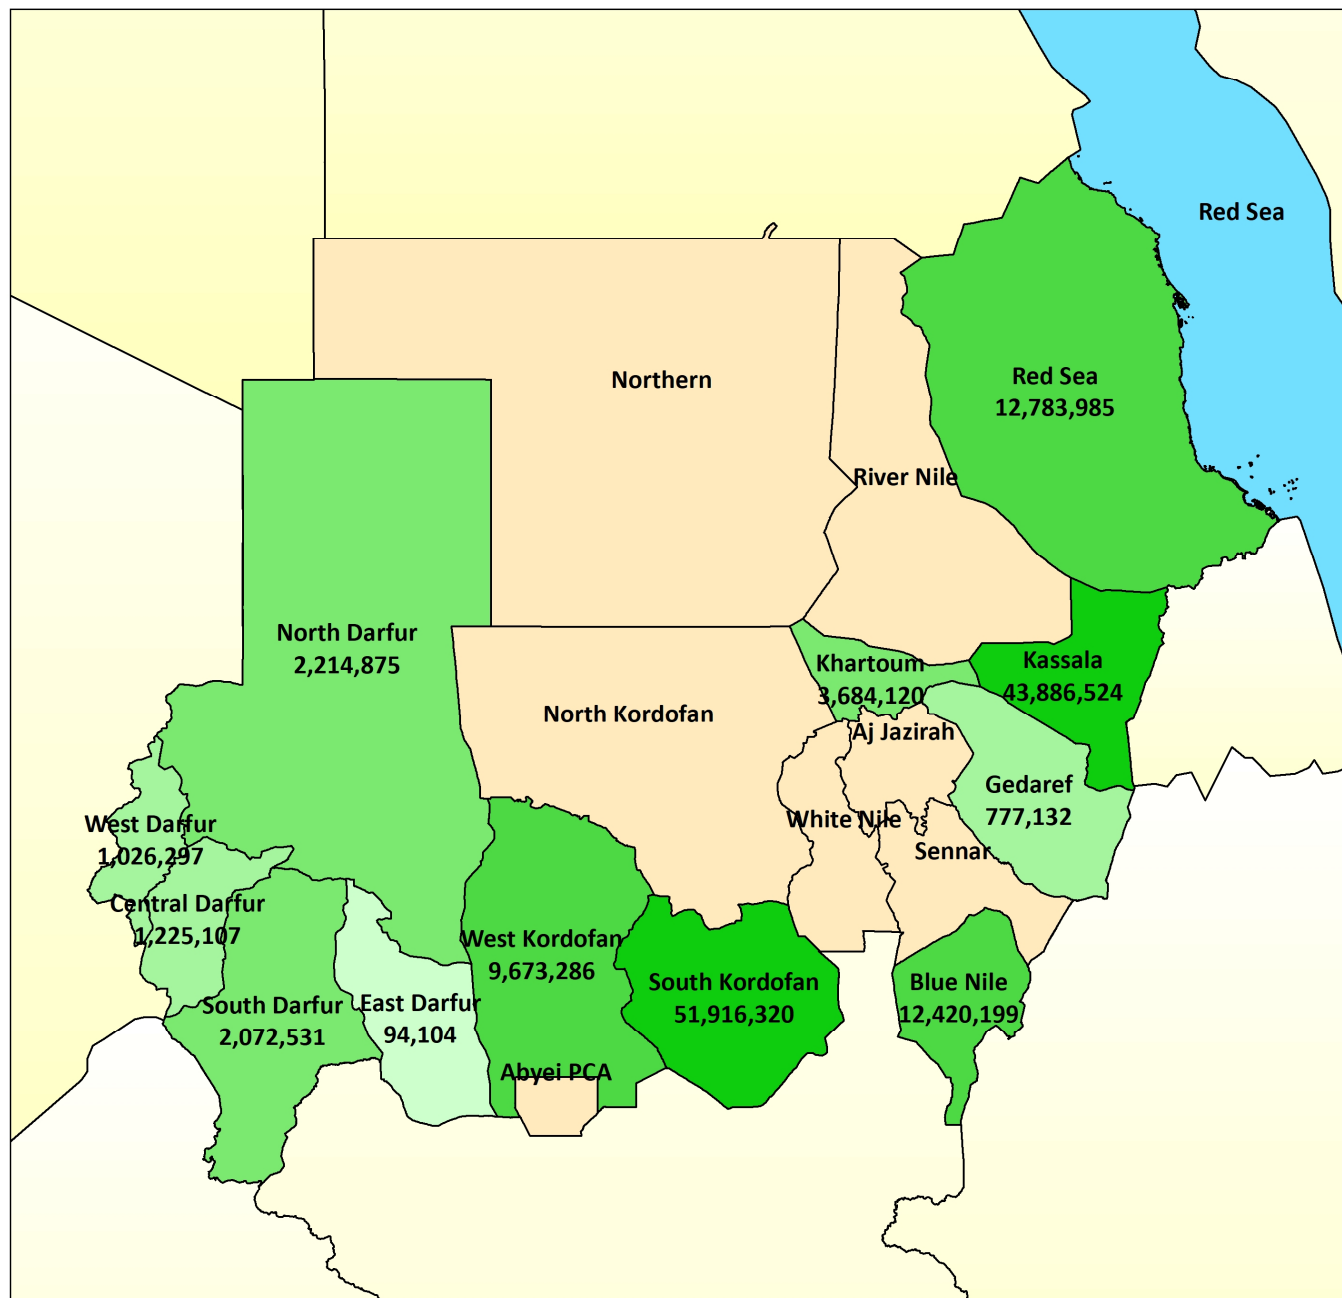 Red Sea
Northern
Red Sea
12,783,985
River Nile
North Darfur
2,214,875
Khartoum
3,684,120
Kassala
43,886,524
North Kordofan
Aj Jazirah
Gedaref
777,132
West Darfur
1,026,297
White Nile
Sennar
Central Darfur
1,225,107
West Kordofan
9,673,286
South Kordofan
51,916,320
Blue Nile
12,420,199
South Darfur
2,072,531
East Darfur
94,104
Abyei PCA